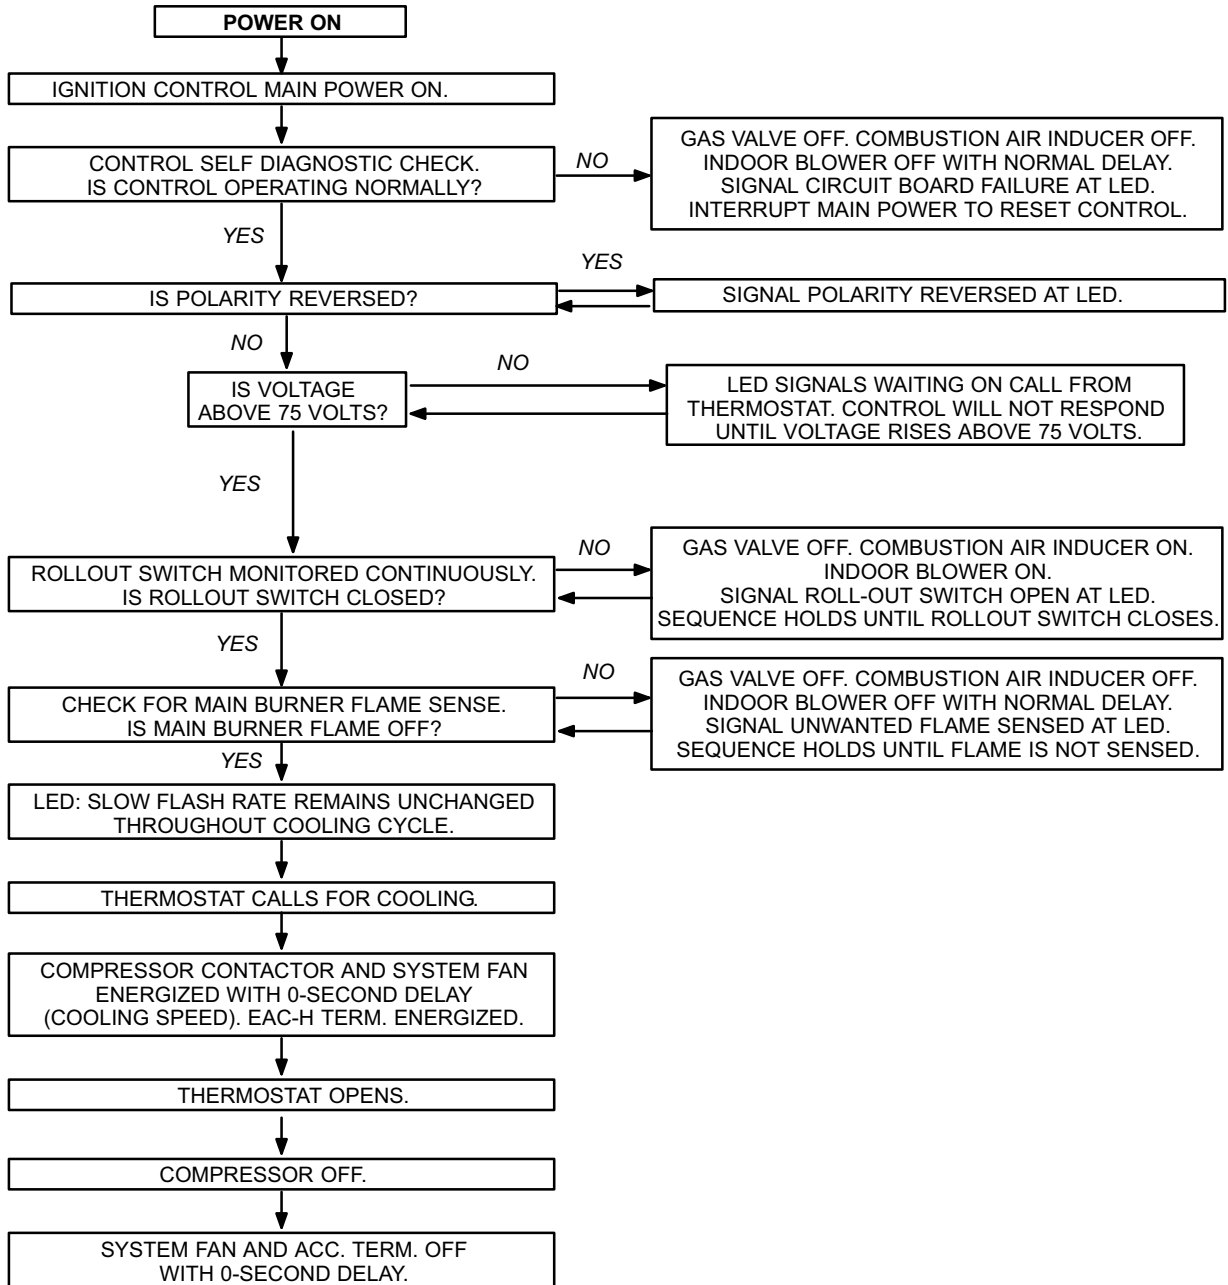 POWER ON
IGNITION CONTROL MAIN POWER ON.
CONTROL SELF DIAGNOSTIC CHECK.
IS CONTROL OPERATING NORMALLY?
NO
GAS VALVE OFF. COMBUSTION AIR INDUCER OFF.
INDOOR BLOWER OFF WITH NORMAL DELAY.
SIGNAL CIRCUIT BOARD FAILURE AT LED.
INTERRUPT MAIN POWER TO RESET CONTROL.
YES
IS POLARITY REVERSED?
YES
SIGNAL POLARITY REVERSED AT LED.
NO
IS VOLTAGE
ABOVE 75 VOLTS?
NO
LED SIGNALS WAITING ON CALL FROM
THERMOSTAT. CONTROL WILL NOT RESPOND
UNTIL VOLTAGE RISES ABOVE 75 VOLTS.
YES
ROLLOUT SWITCH MONITORED CONTINUOUSLY.
IS ROLLOUT SWITCH CLOSED?
NO
GAS VALVE OFF. COMBUSTION AIR INDUCER ON.
INDOOR BLOWER ON.
SIGNAL ROLL-OUT SWITCH OPEN AT LED.
SEQUENCE HOLDS UNTIL ROLLOUT SWITCH CLOSES.
YES
CHECK FOR MAIN BURNER FLAME SENSE.
IS MAIN BURNER FLAME OFF?
NO
GAS VALVE OFF. COMBUSTION AIR INDUCER OFF.
INDOOR BLOWER OFF WITH NORMAL DELAY.
SIGNAL UNWANTED FLAME SENSED AT LED.
SEQUENCE HOLDS UNTIL FLAME IS NOT SENSED.
YES
LED: SLOW FLASH RATE REMAINS UNCHANGED
THROUGHOUT COOLING CYCLE.
THERMOSTAT CALLS FOR COOLING.
COMPRESSOR CONTACTOR AND SYSTEM FAN
ENERGIZED WITH 0-SECOND DELAY
(COOLING SPEED). EAC-H TERM. ENERGIZED.
THERMOSTAT OPENS.
COMPRESSOR OFF.
SYSTEM FAN AND ACC. TERM. OFF
WITH 0-SECOND DELAY.